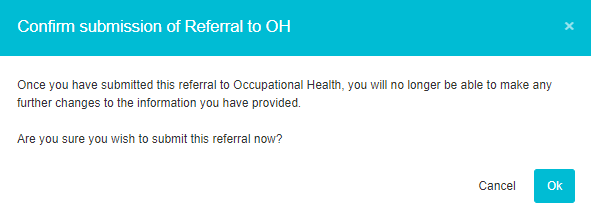 Confirm submission of Referral to OH
×
Once you have submitted this referral to Occupational Health, you will no longer be able to make any
further changes to the information you have provided.
Are you sure you wish to submit this referral now?
Cancel
Ok